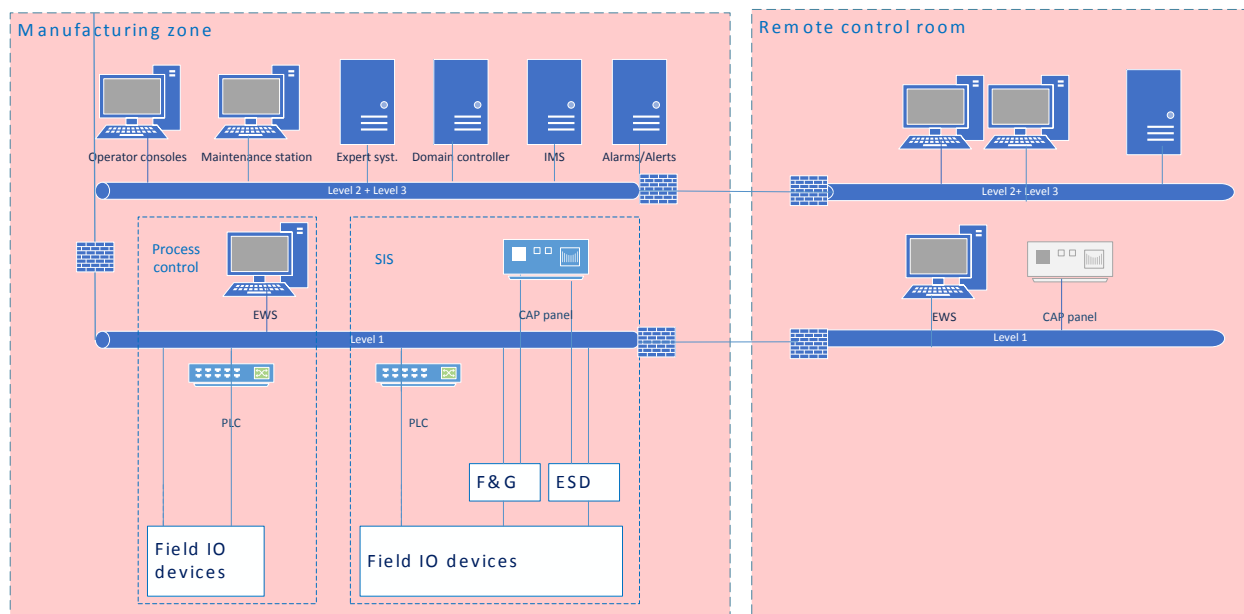 Manufacturing zone
Remote control room
Operator consoles
Maintenance station
Expert syst.
Domain controller
IMS
Alarms/Alerts
Level 2 + Level 3
Level 2+ Level 3
Process
control
SIS
EWS
CAP panel
EWS
CAP panel
Level 1
Level 1
PLC
PLC
F&G
ESD
Field IO
devices
Field IO devices